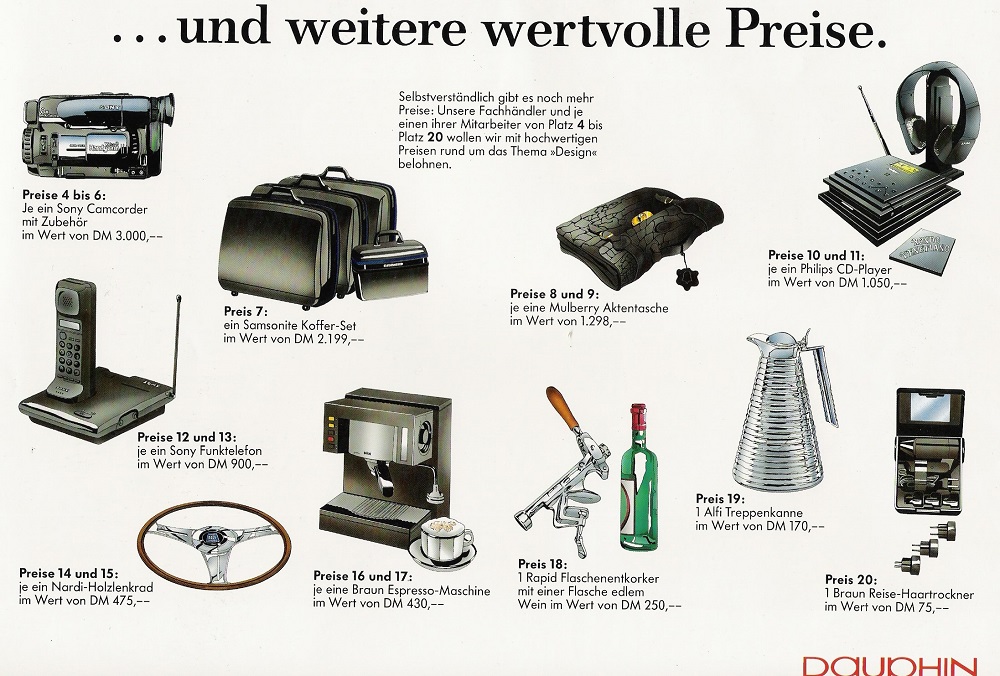 ...und weitere wertvolle Preise.
Selbstverständlich gibt es noch mehr
Preise: Unsere Fachhändler und je
einen ihrer Mitarbeiter von Platz 4 bis
Platz 20 wollen wir mit hochwertigen
Preisen rund um das Thema »Design«
belohnen.
SONY
Preise 4 bis 6:
Je ein Sony Camcorder
mit Zubehör
im Wert von DM 3.000,--
Preis 7:
ein Samsonite Koffer-Set
im Wert von DM 2.199,--
Preise 8 und 9:
je eine Mulberry Aktentasche
im Wert von 1.298,--
Preise 10 und 11:
je ein Philips CD-Player
im Wert von DM 1.050,--
Preise 12 und 13:
je ein Sony Funktelefon
im Wert von DM 900,--
Preise 14 und 15:
je ein Nardi-Holzlenkrad
im Wert von DM 475,--
Preise 16 und 17:
je eine Braun Espresso-Maschine
im Wert von DM 430,--
Preis 18:
1 Rapid Flaschenentkorker
mit einer Flasche edlem
Wein im Wert von DM 250,--
Preis 19:
1 Alfi Treppenkanne
im Wert von DM 170,--
Preis 20:
1 Braun Reise-Haartrockner
im Wert von DM 75,--
DAUPHIN